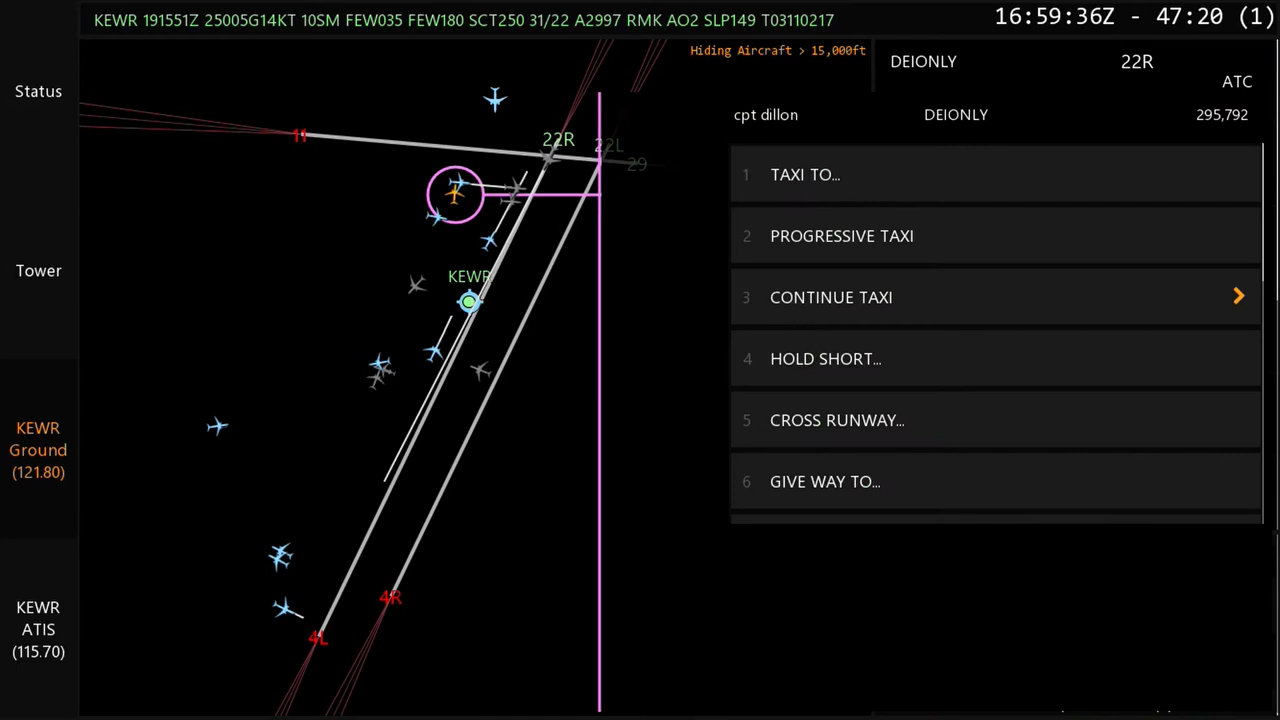 KEWR 191551Z 25005G14KT 10SM FEW035 FEW180 SCT250 31/22 A2997 RMK AO2 SLP149 T03110217
16:59:36Z - 47:20 (1)
Hiding Aircraft > 15,000ft
DEIONLY 22R
ATC
cpt dillon DEIONLY 295,792
Status
Tower
KEWR
Ground
(121.80)
KEWR
ATIS
(115.70)
11
22R
22L
29
KEWR
4R
4L
1 TAXI TO...
2 PROGRESSIVE TAXI
3 CONTINUE TAXI
4 HOLD SHORT...
5 CROSS RUNWAY...
6 GIVE WAY TO...